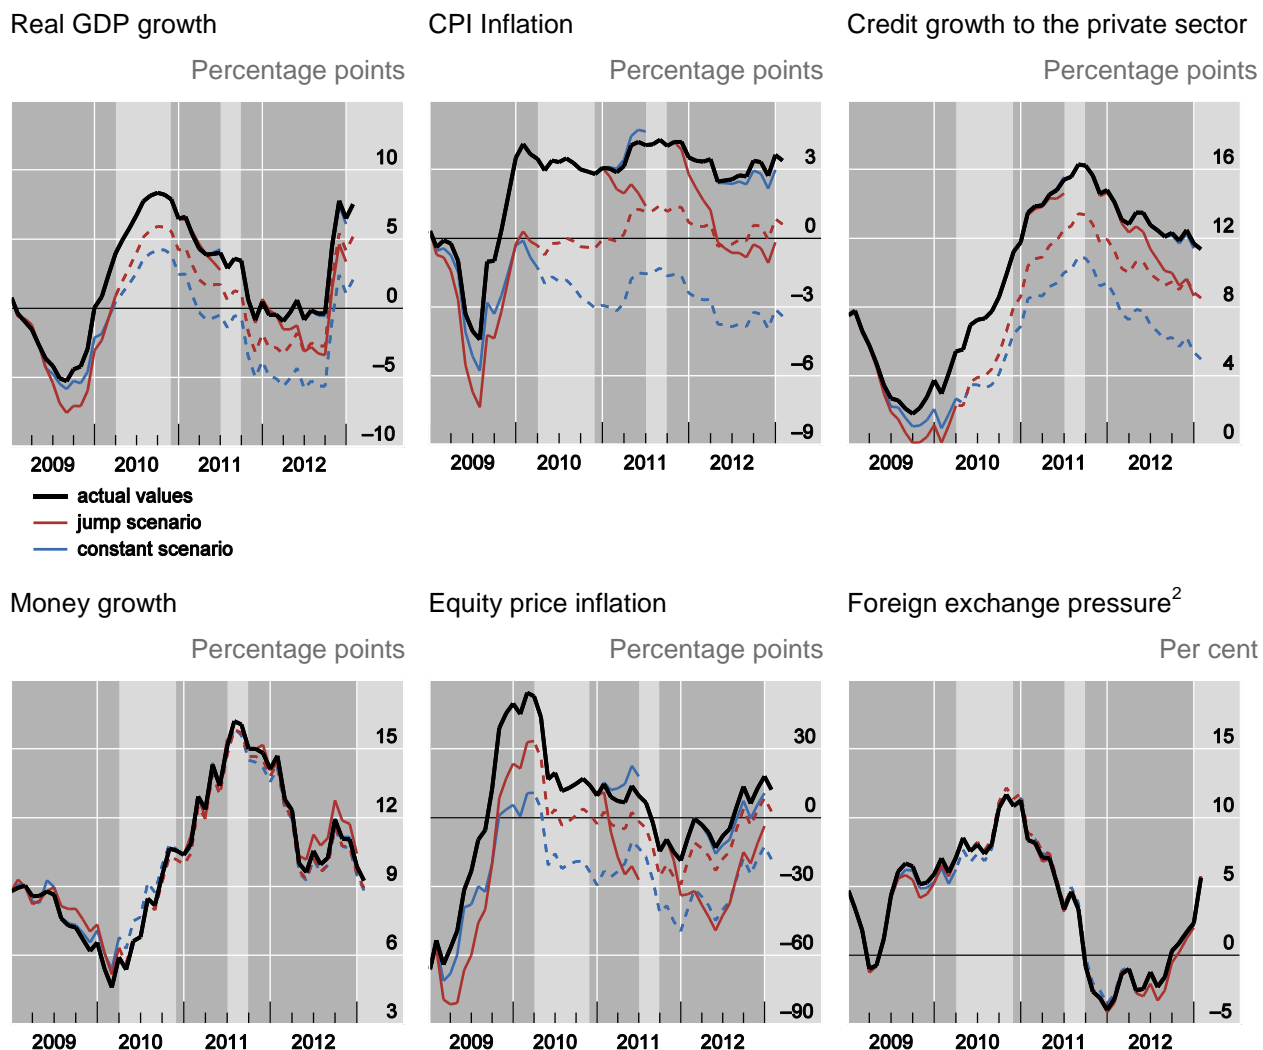 Real GDP growth
CPI Inflation
Credit growth to the private sector
Percentage points
Percentage points
Percentage points
10
5
0
–5
–10
2009 2010 2011 2012
3
0
–3
–6
–9
2009 2010 2011 2012
16
12
8
4
0
2009 2010 2011 2012
actual values
jump scenario
constant scenario
Money growth
Equity price inflation
Foreign exchange pressure2
Percentage points
Percentage points
Per cent
15
12
9
6
3
2009 2010 2011 2012
30
0
–30
–60
–90
2009 2010 2011 2012
15
10
5
0
–5
2009 2010 2011 2012